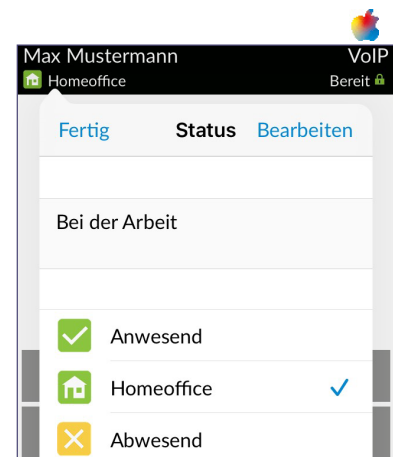 Max Mustermann VoIP
Homeoffice Bereit
Fertig Status Bearbeiten
Bei der Arbeit
Anwesend
Homeoffice
Abwesend